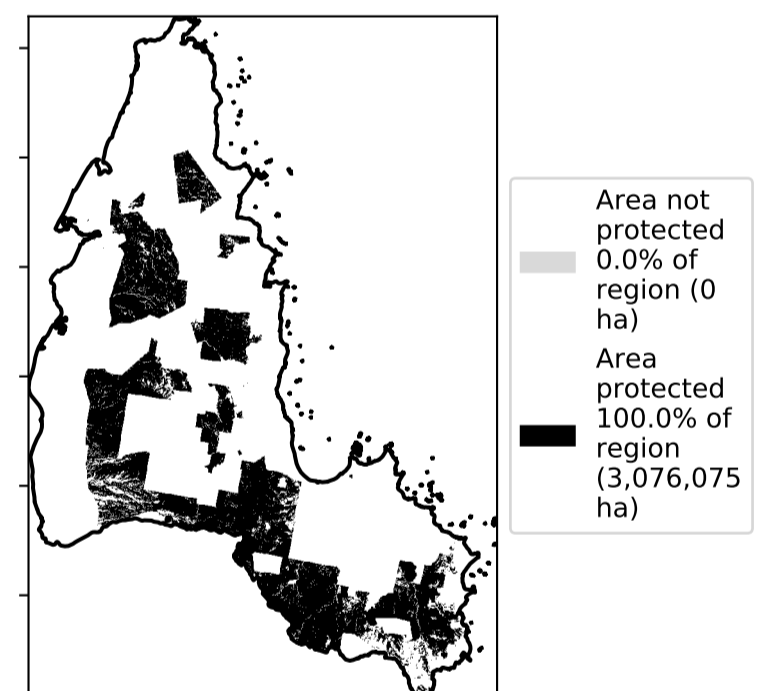 Area not
protected
0.0% of
region (0
ha)
Area
protected
100.0% of
region
(3,076,075
ha)